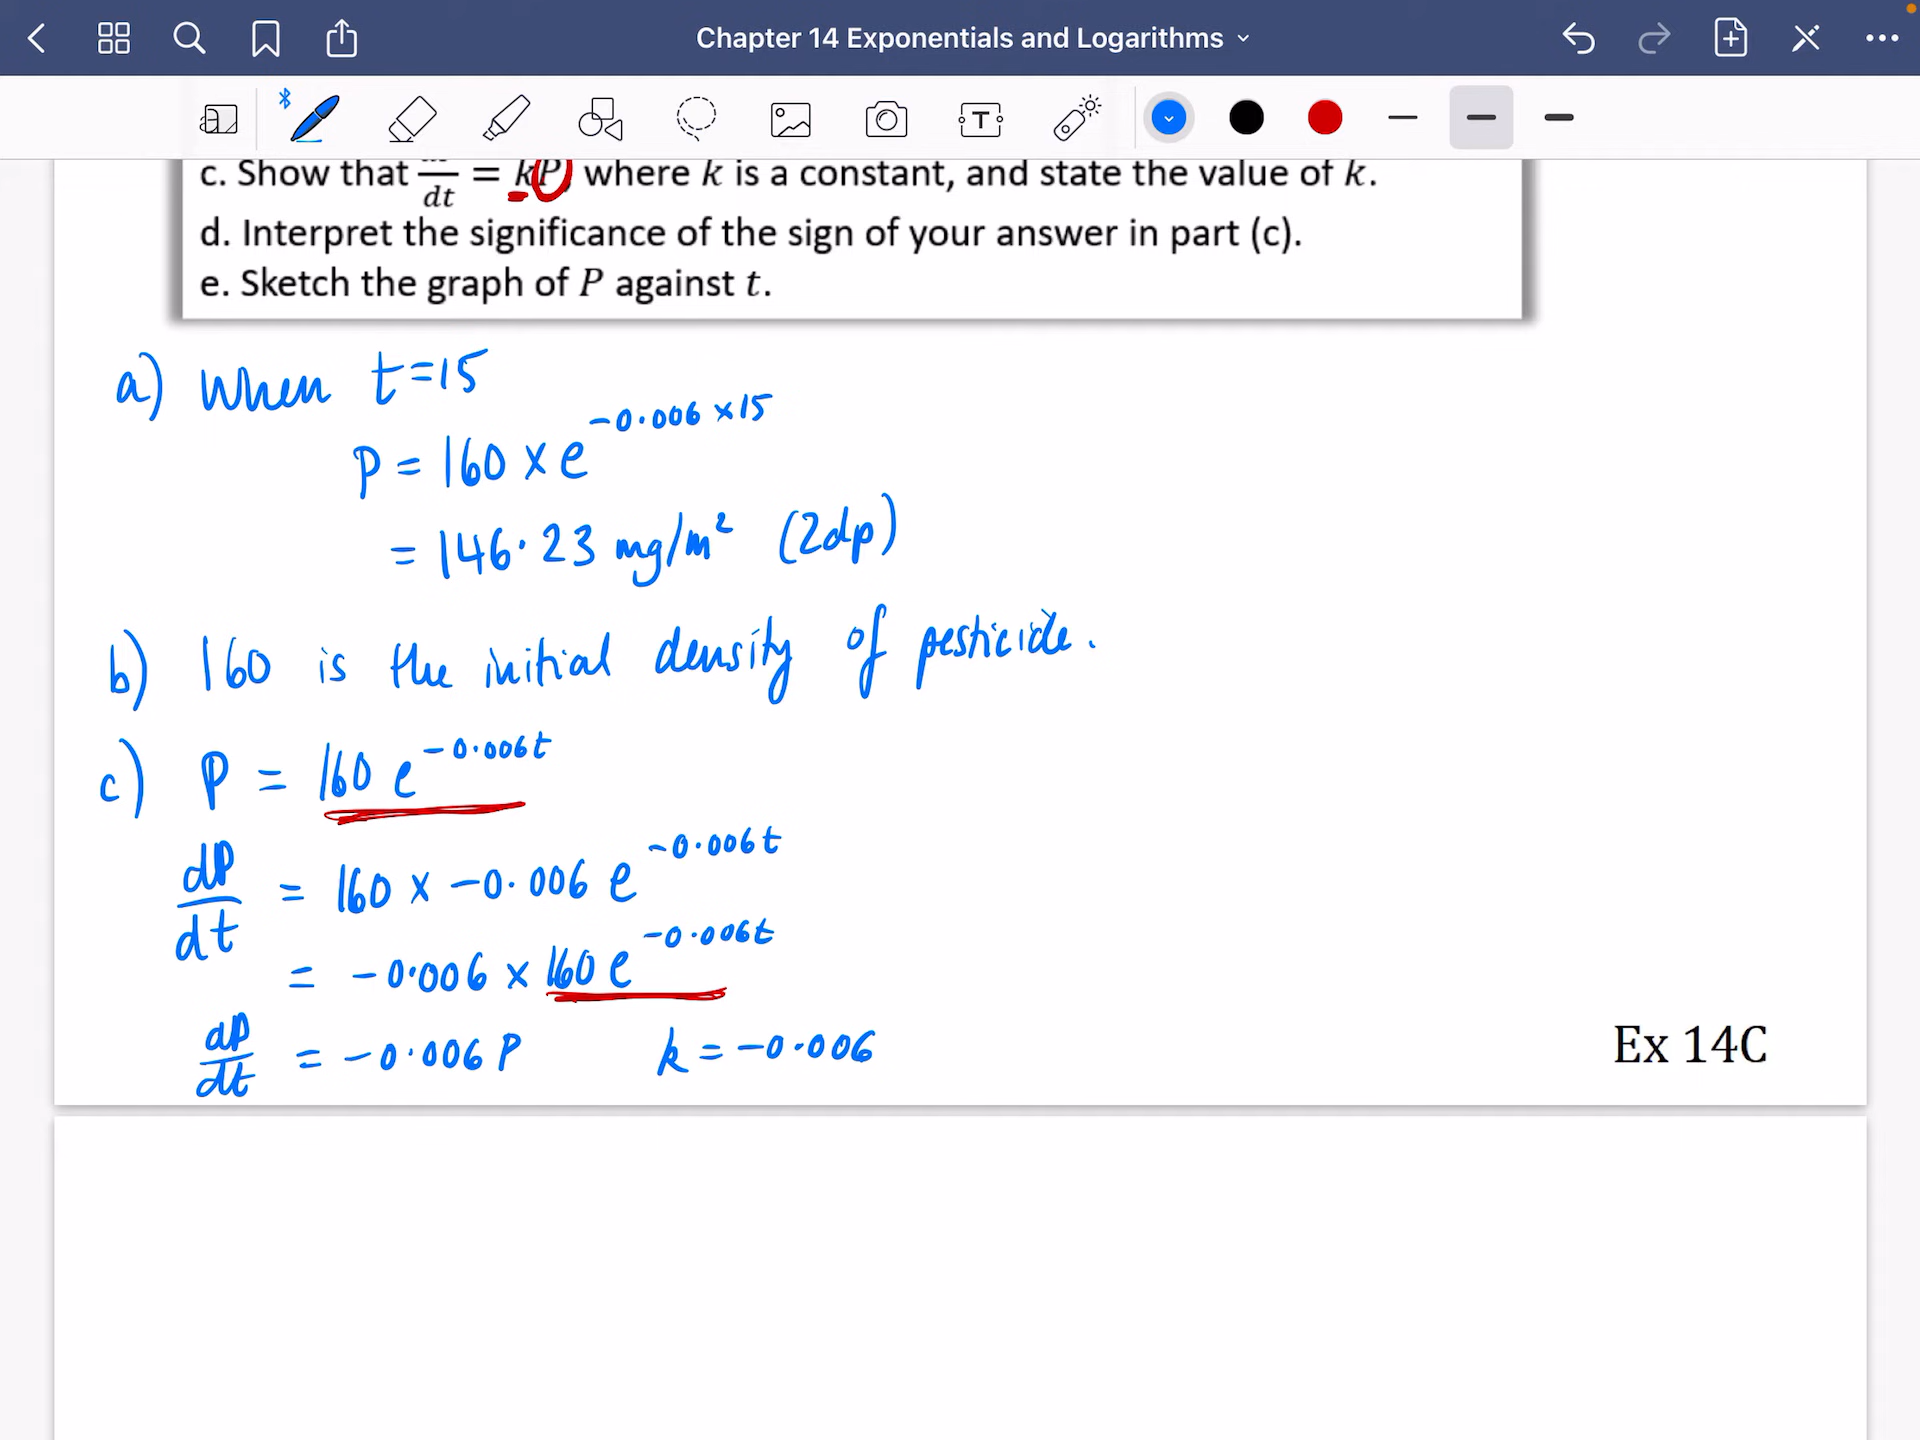 Chapter 14 Exponentials and Logarithms
c. Show that dt = kP, where k is a constant, and state the value of k.
d. Interpret the significance of the sign of your answer in part (c).
e. Sketch the graph of P against t.
a) When t=15
P = 160 × e^{-0.006 × 15}
= 146.23 mg/m² (2dp)
b) 160 is the initial density of pesticide.
c) P = 160 e^{-0.006t}
dP/dt = 160 × -0.006 e^{-0.006t}
= -0.006 × 160 e^{-0.006t}
dP/dt = -0.006 P k = -0.006
Ex 14C